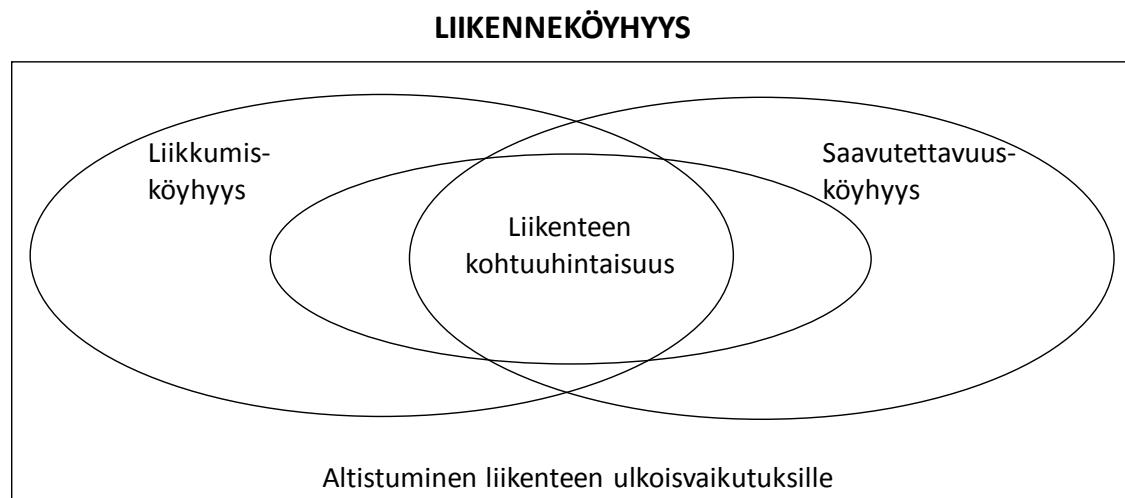 LIIKENNEKÖYHYYS
Liikkumis-
köyhyys
Saavutettavuus-
köyhyys
Liikenteen
kohtuuhintaisuus
Altistuminen liikenteen ulkoisvaikutuksille